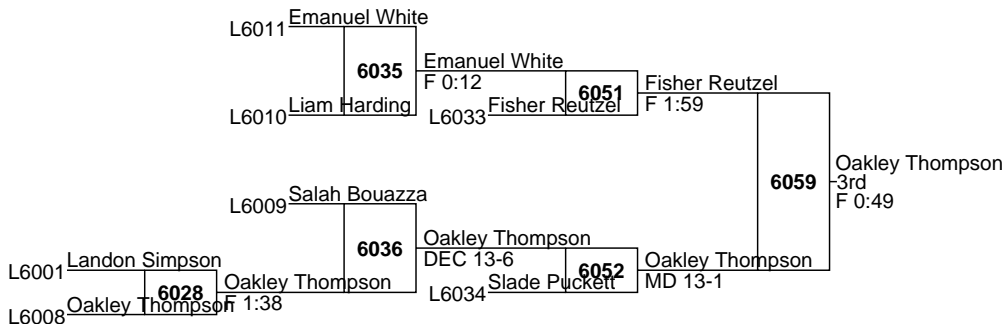 L6011 Emanuel White
6035
Emanuel White
F 0:12
L6010 Liam Harding
6051
L6033 Fisher Reutzel
Fisher Reutzel
F 1:59
6059
Oakley Thompson
3rd
F 0:49
L6009 Salah Bouazza
6036
Oakley Thompson
DEC 13-6
L6001 Landon Simpson
6028
Oakley Thompson
F 1:38
L6008 Oakley Thompson
6052
L6034 Slade Puckett
Oakley Thompson
MD 13-1